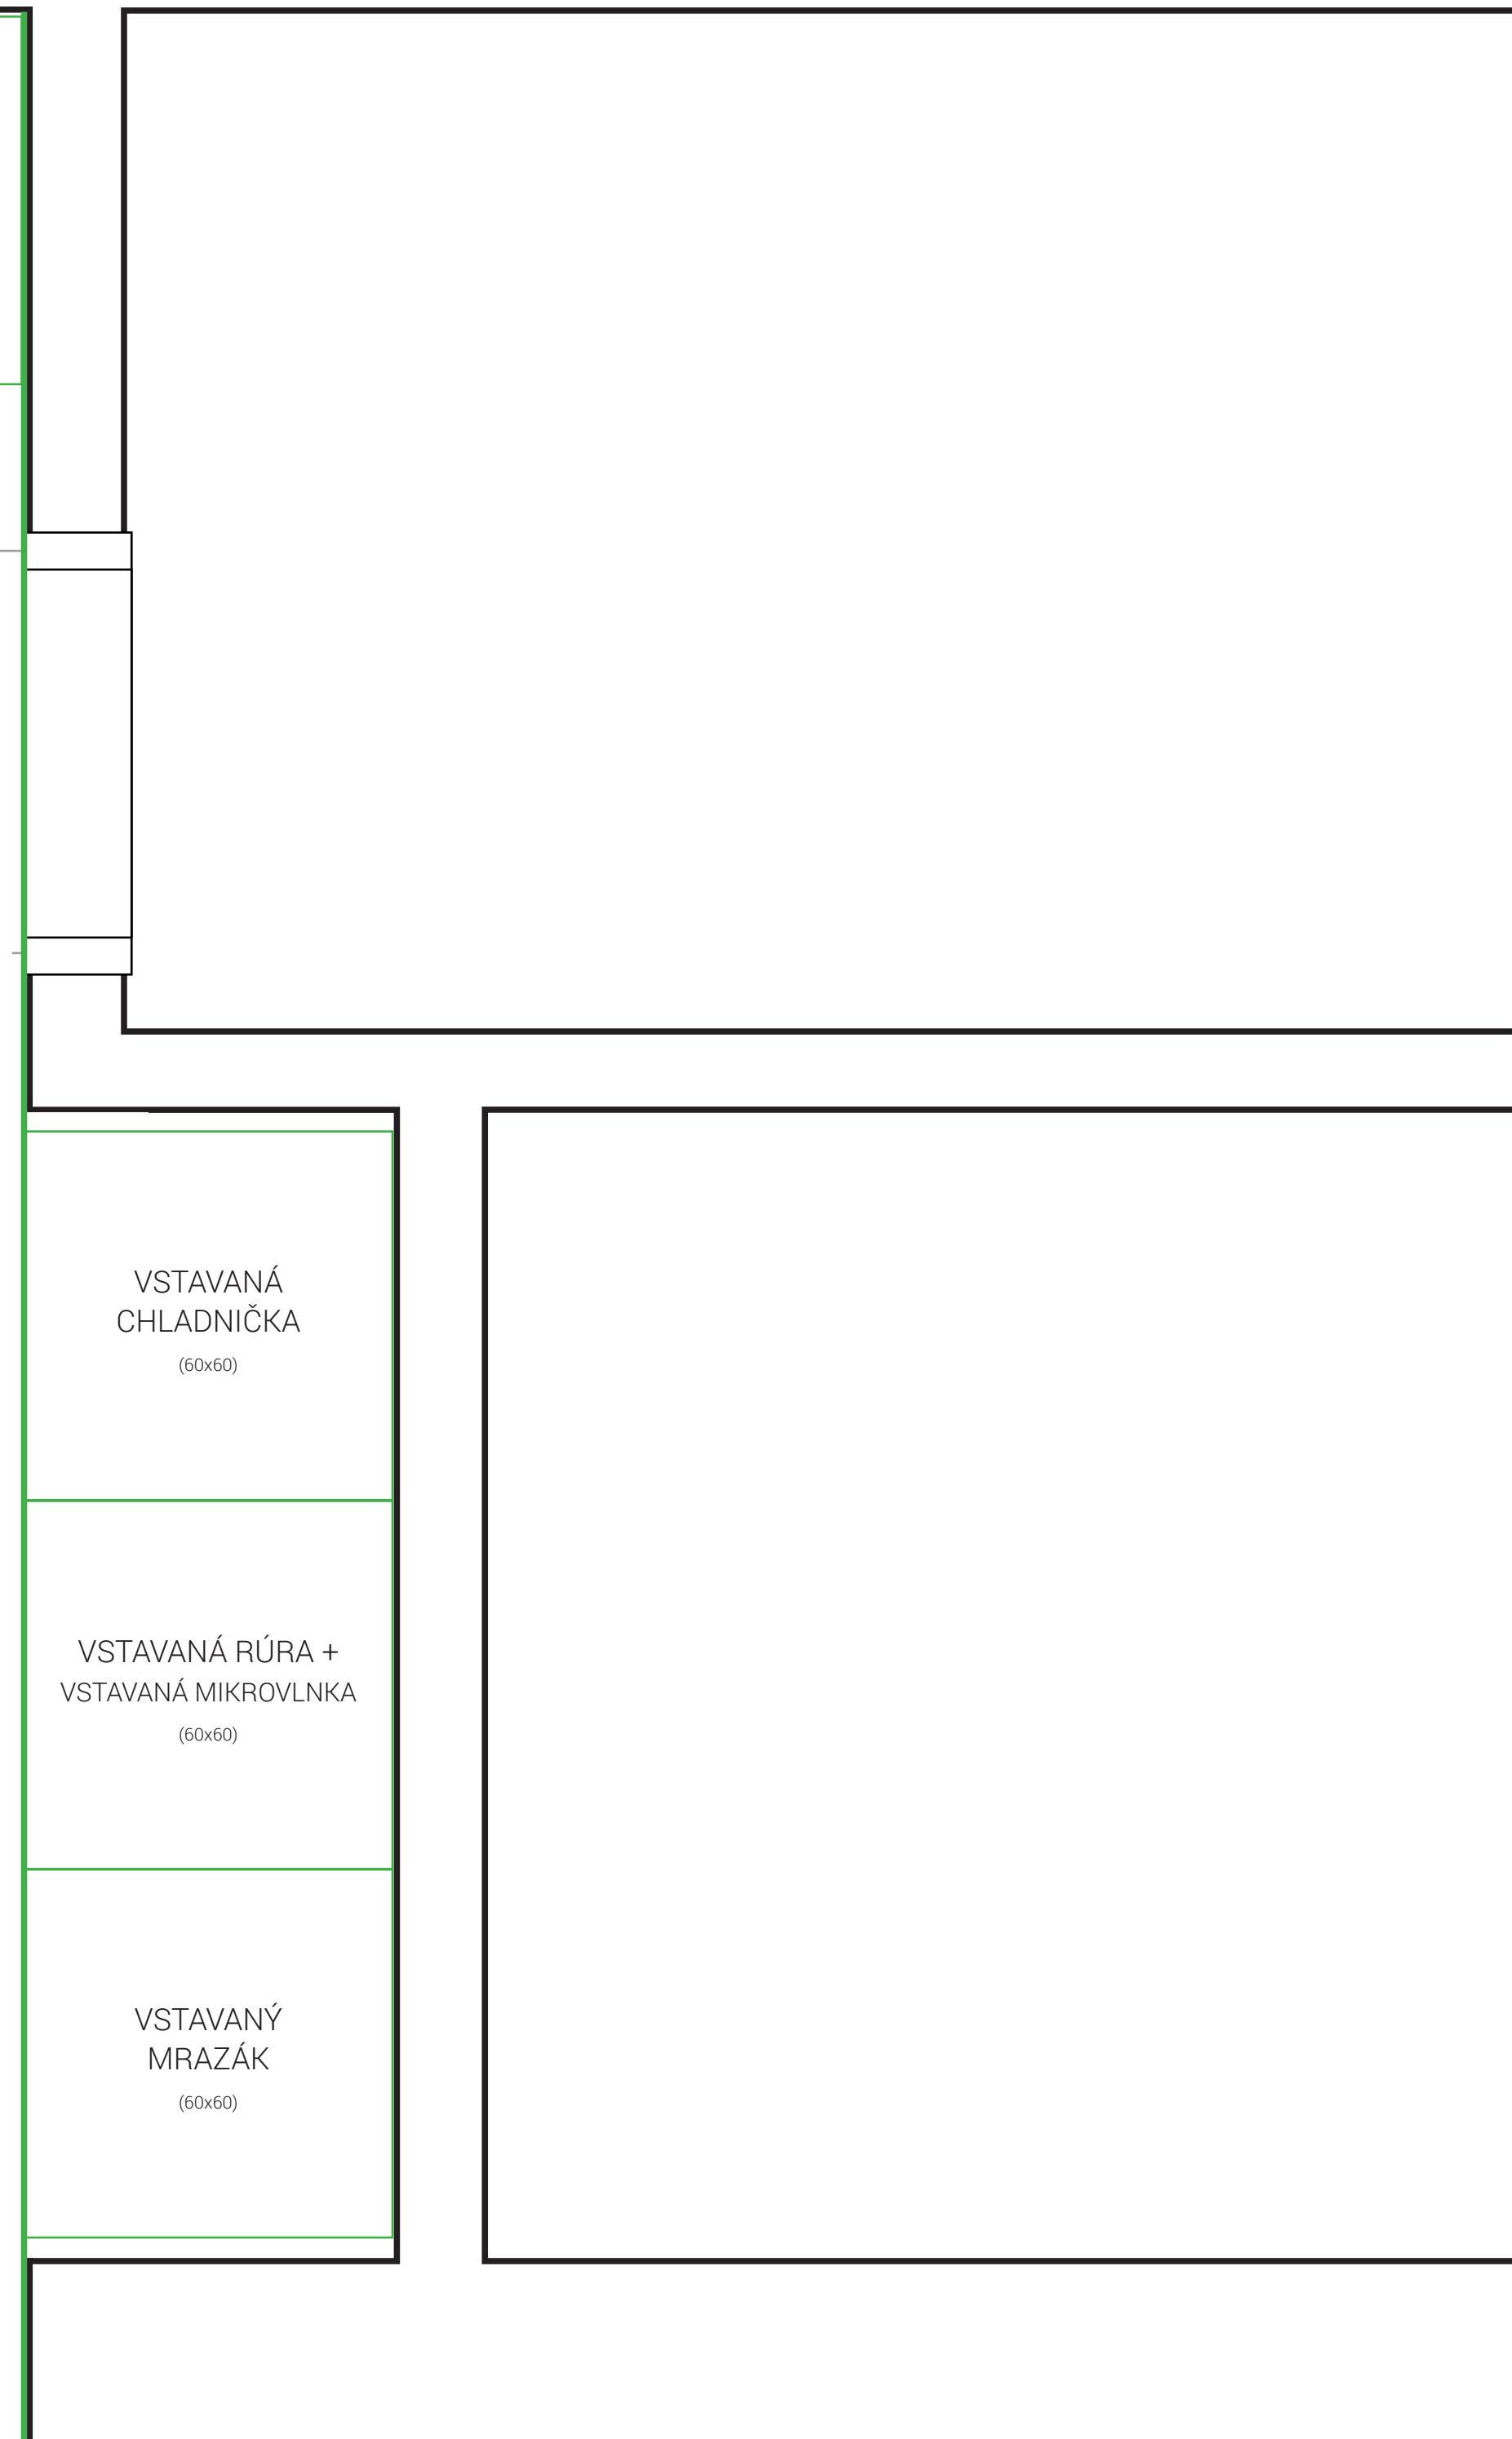 VSTAVANÁ
CHLADNIČKA
(60x60)
VSTAVANÁ RÚRA +
VSTAVANÁ MIKROVLNKA
(60x60)
VSTAVANÝ
MRAZÁK
(60x60)